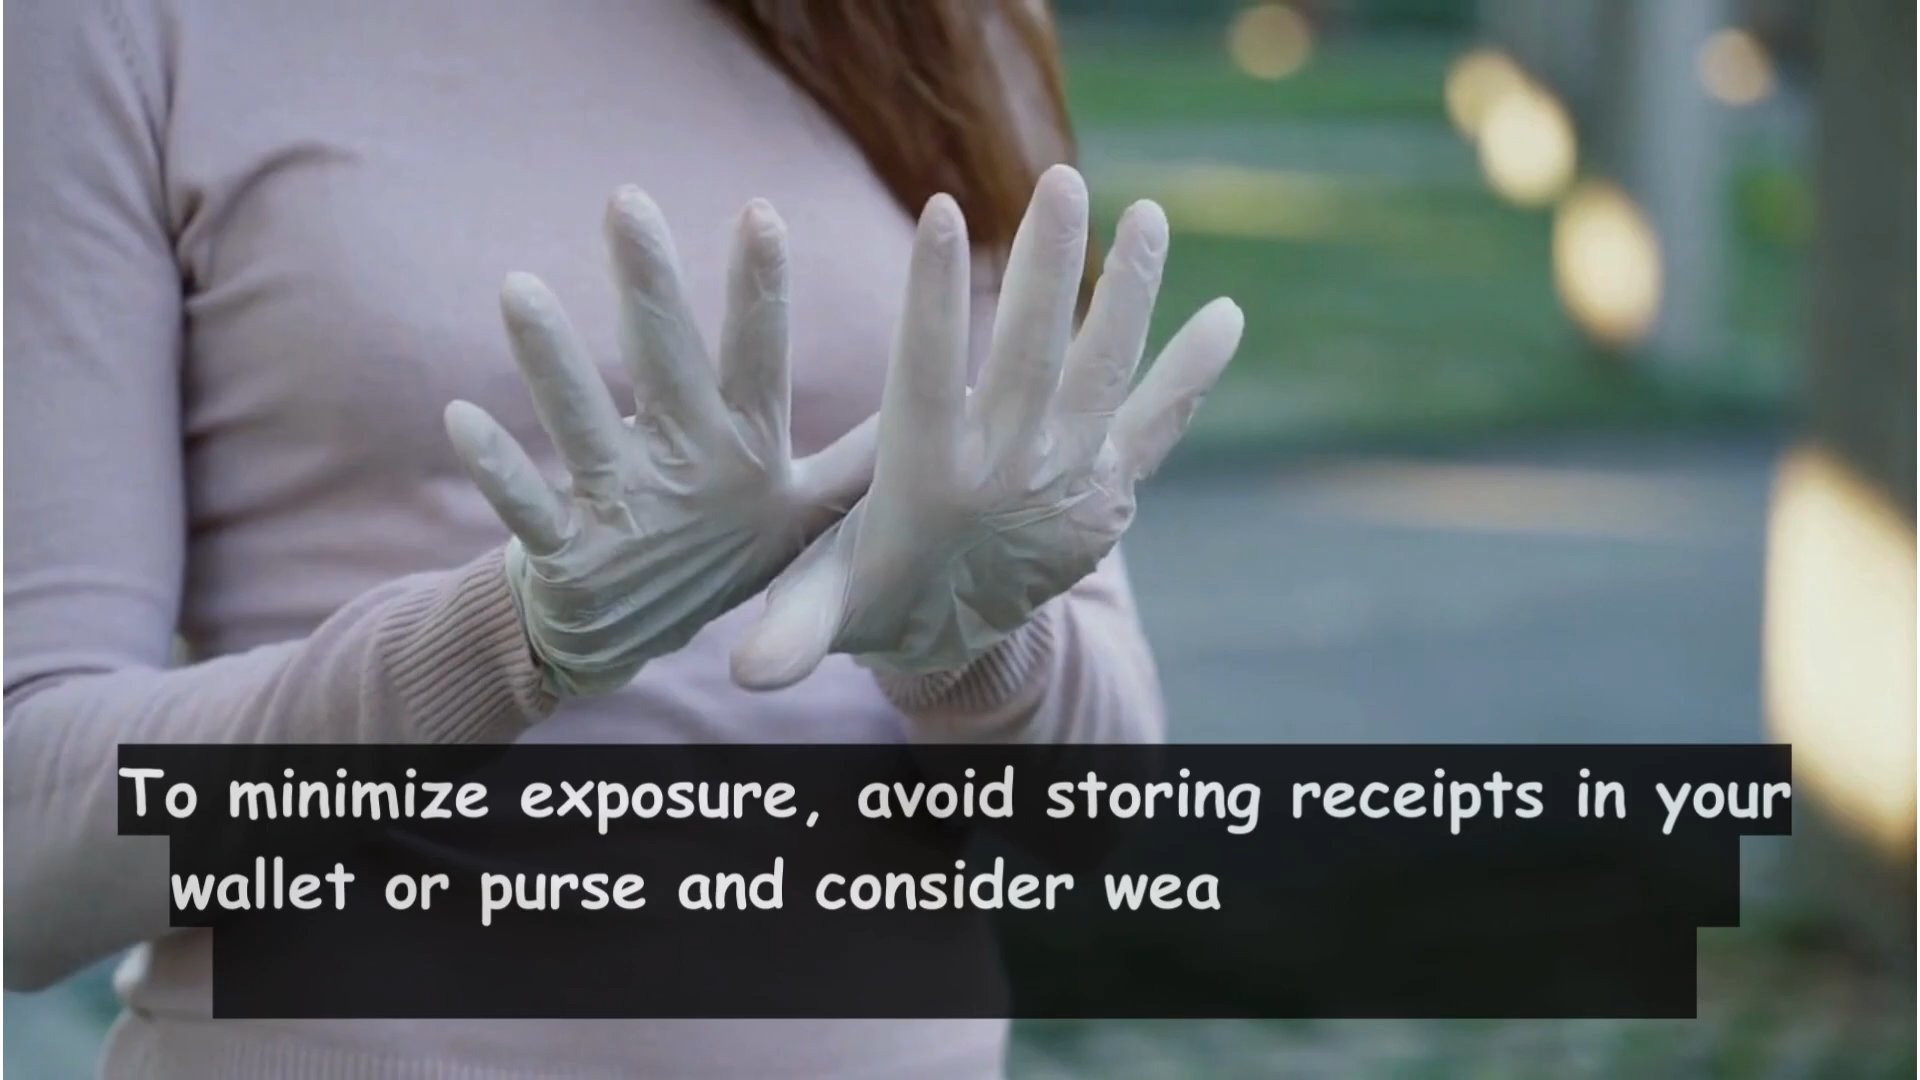 To minimize exposure, avoid storing receipts in your
wallet or purse and consider wea